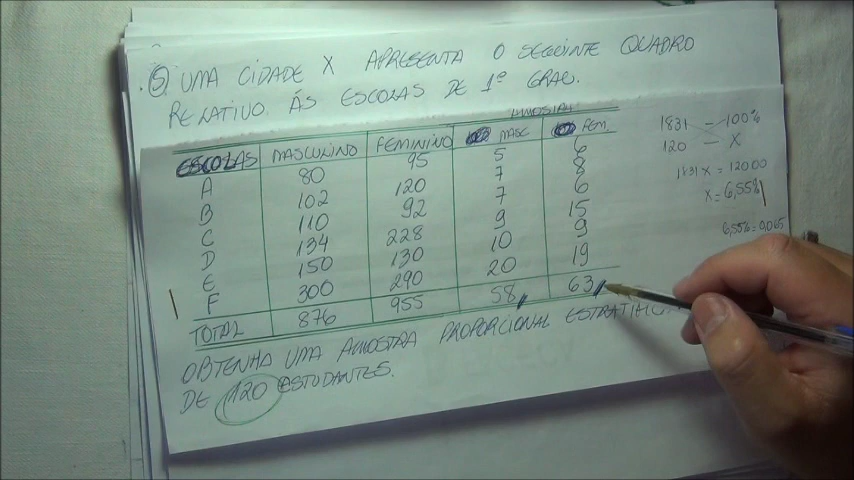 5 UMA CIDADE X APRESENTA O SEGUINTE QUADRO
RELATIVO ÁS ESCOLAS DE 1º GRAU.
AMOSTRA
ESCOLAS MASCULINO FEMININO MASC FEM.
A 80 95 5 6
B 102 120 7 8
C 110 92 7 6
D 134 228 9 15
E 150 130 10 9
F 300 290 20 19
TOTAL 876 955 58 63
OBTENHA UMA AMOSTRA PROPORCIONAL
DE 120 ESTUDANTES.
1831 – 100%
120 – X
1831X = 12000
X = 6,55%
6,55% = 0,065